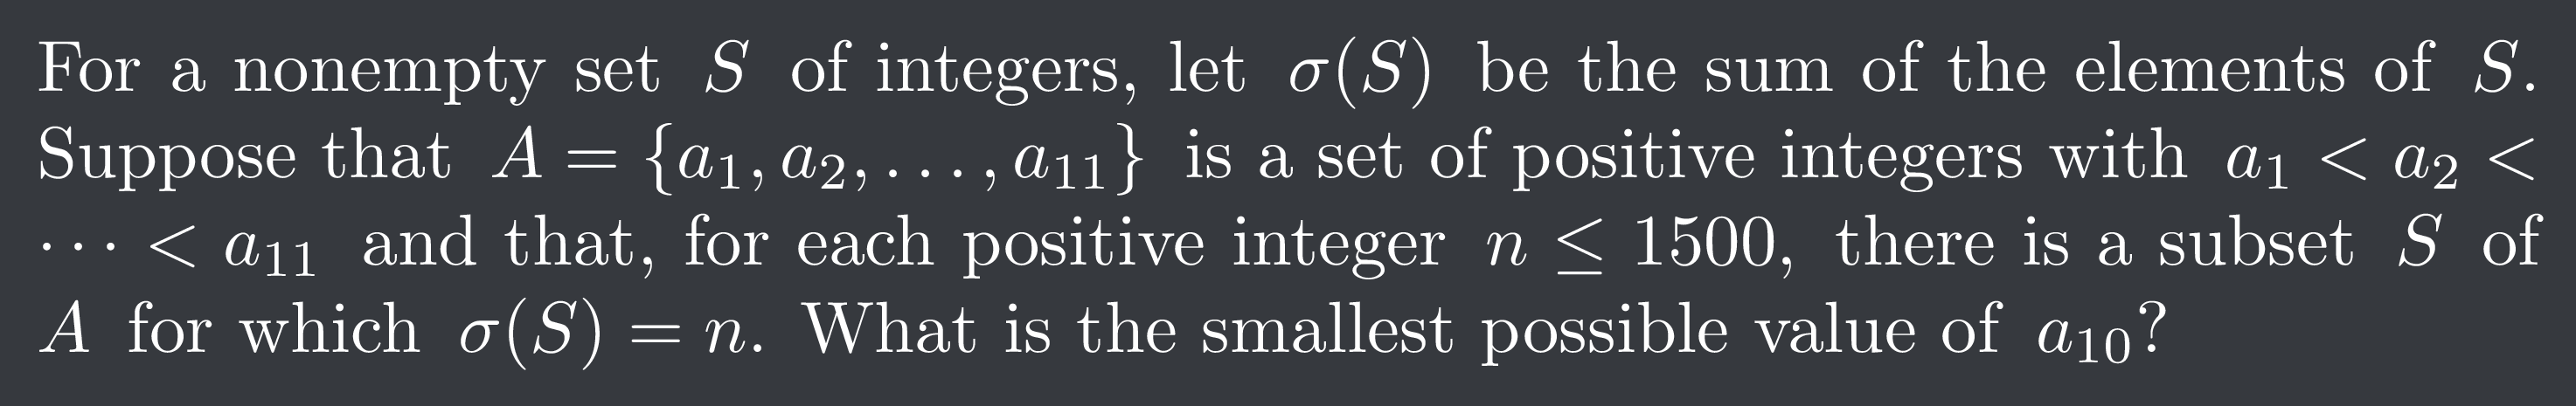 For a nonempty set S of integers, let σ(S) be the sum of the elements of S.
Suppose that A = {a₁, a₂, . . . , a₁₁} is a set of positive integers with a₁ < a₂ <
· · · < a₁₁ and that, for each positive integer n ≤ 1500, there is a subset S of
A for which σ(S) = n. What is the smallest possible value of a₁₀?